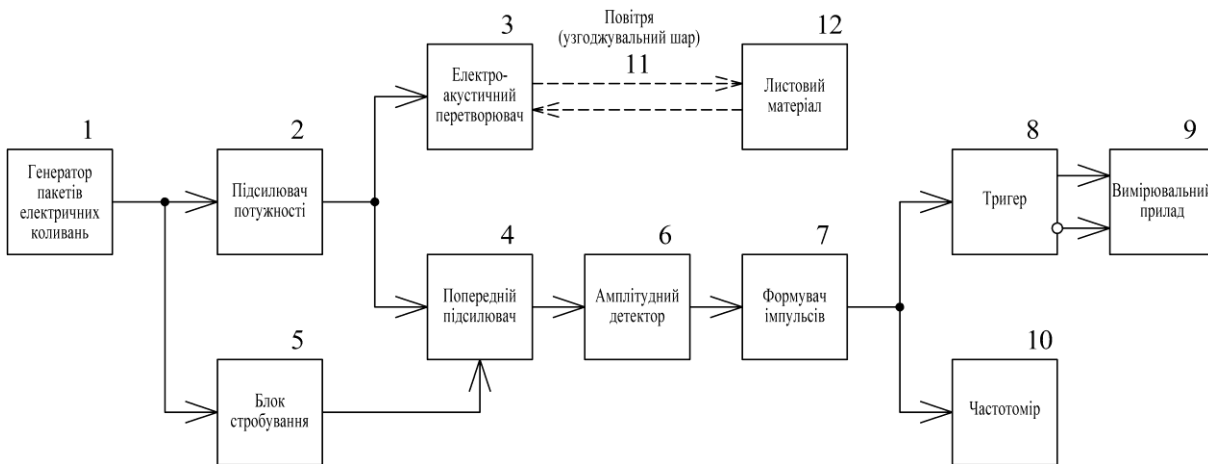 3
Електро-
акустичний
перетворювач
Повітря
(узгоджувальний шар)
11
12
Листовий
матеріал
1
Генератор
пакетів
електричних
коливань
2
Підсилювач
потужності
8
Тригер
9
Вимірювальний
прилад
4
Попередній
підсилювач
6
Амплітудний
детектор
7
Формувач
імпульсів
5
Блок
стробування
10
Частотомір